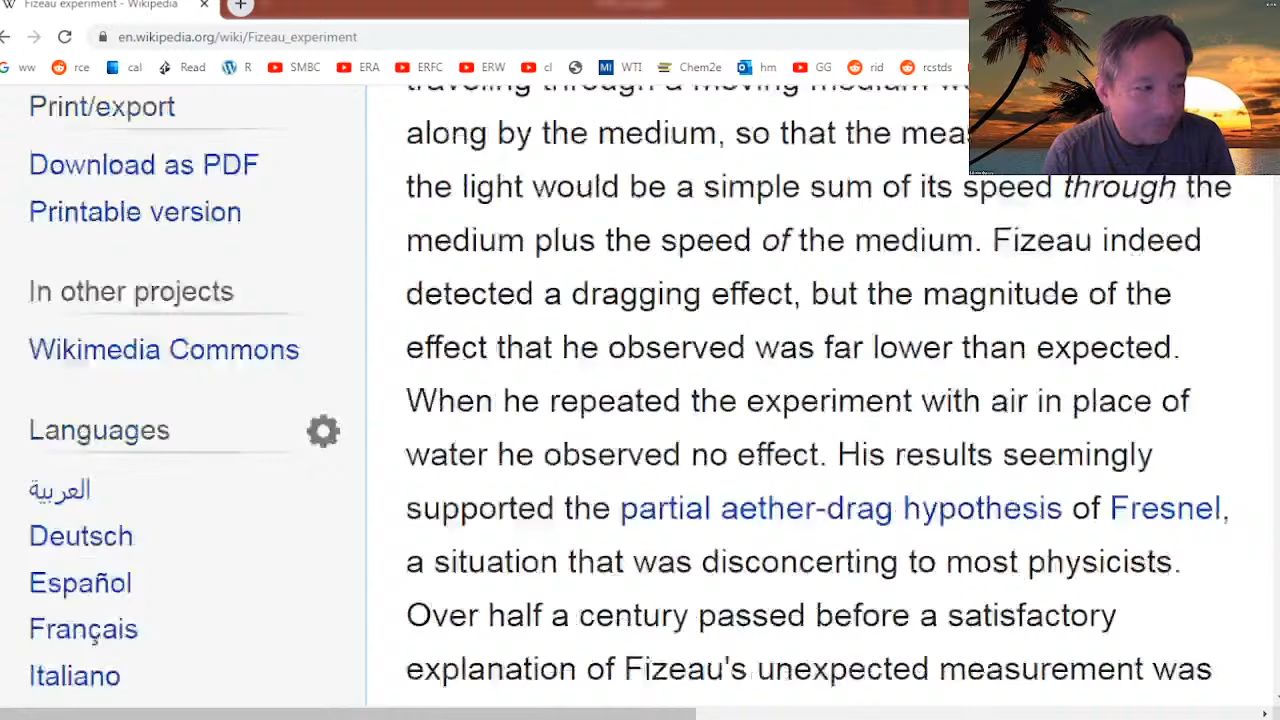 Fizeau experiment - Wikipedia
en.wikipedia.org/wiki/Fizeau_experiment
ww rce cal Read R SMBC ERA ERFC ERW cl WTI Chem2e hm GG rid rcstds
Print/export
Download as PDF
Printable version
In other projects
Wikimedia Commons
Languages
العربية
Deutsch
Español
Français
Italiano
traveling through a moving medium
along by the medium, so that the
the light would be a simple sum of its speed through the
medium plus the speed of the medium. Fizeau indeed
detected a dragging effect, but the magnitude of the
effect that he observed was far lower than expected.
When he repeated the experiment with air in place of
water he observed no effect. His results seemingly
supported the partial aether-drag hypothesis of Fresnel,
a situation that was disconcerting to most physicists.
Over half a century passed before a satisfactory
explanation of Fizeau's unexpected measurement was